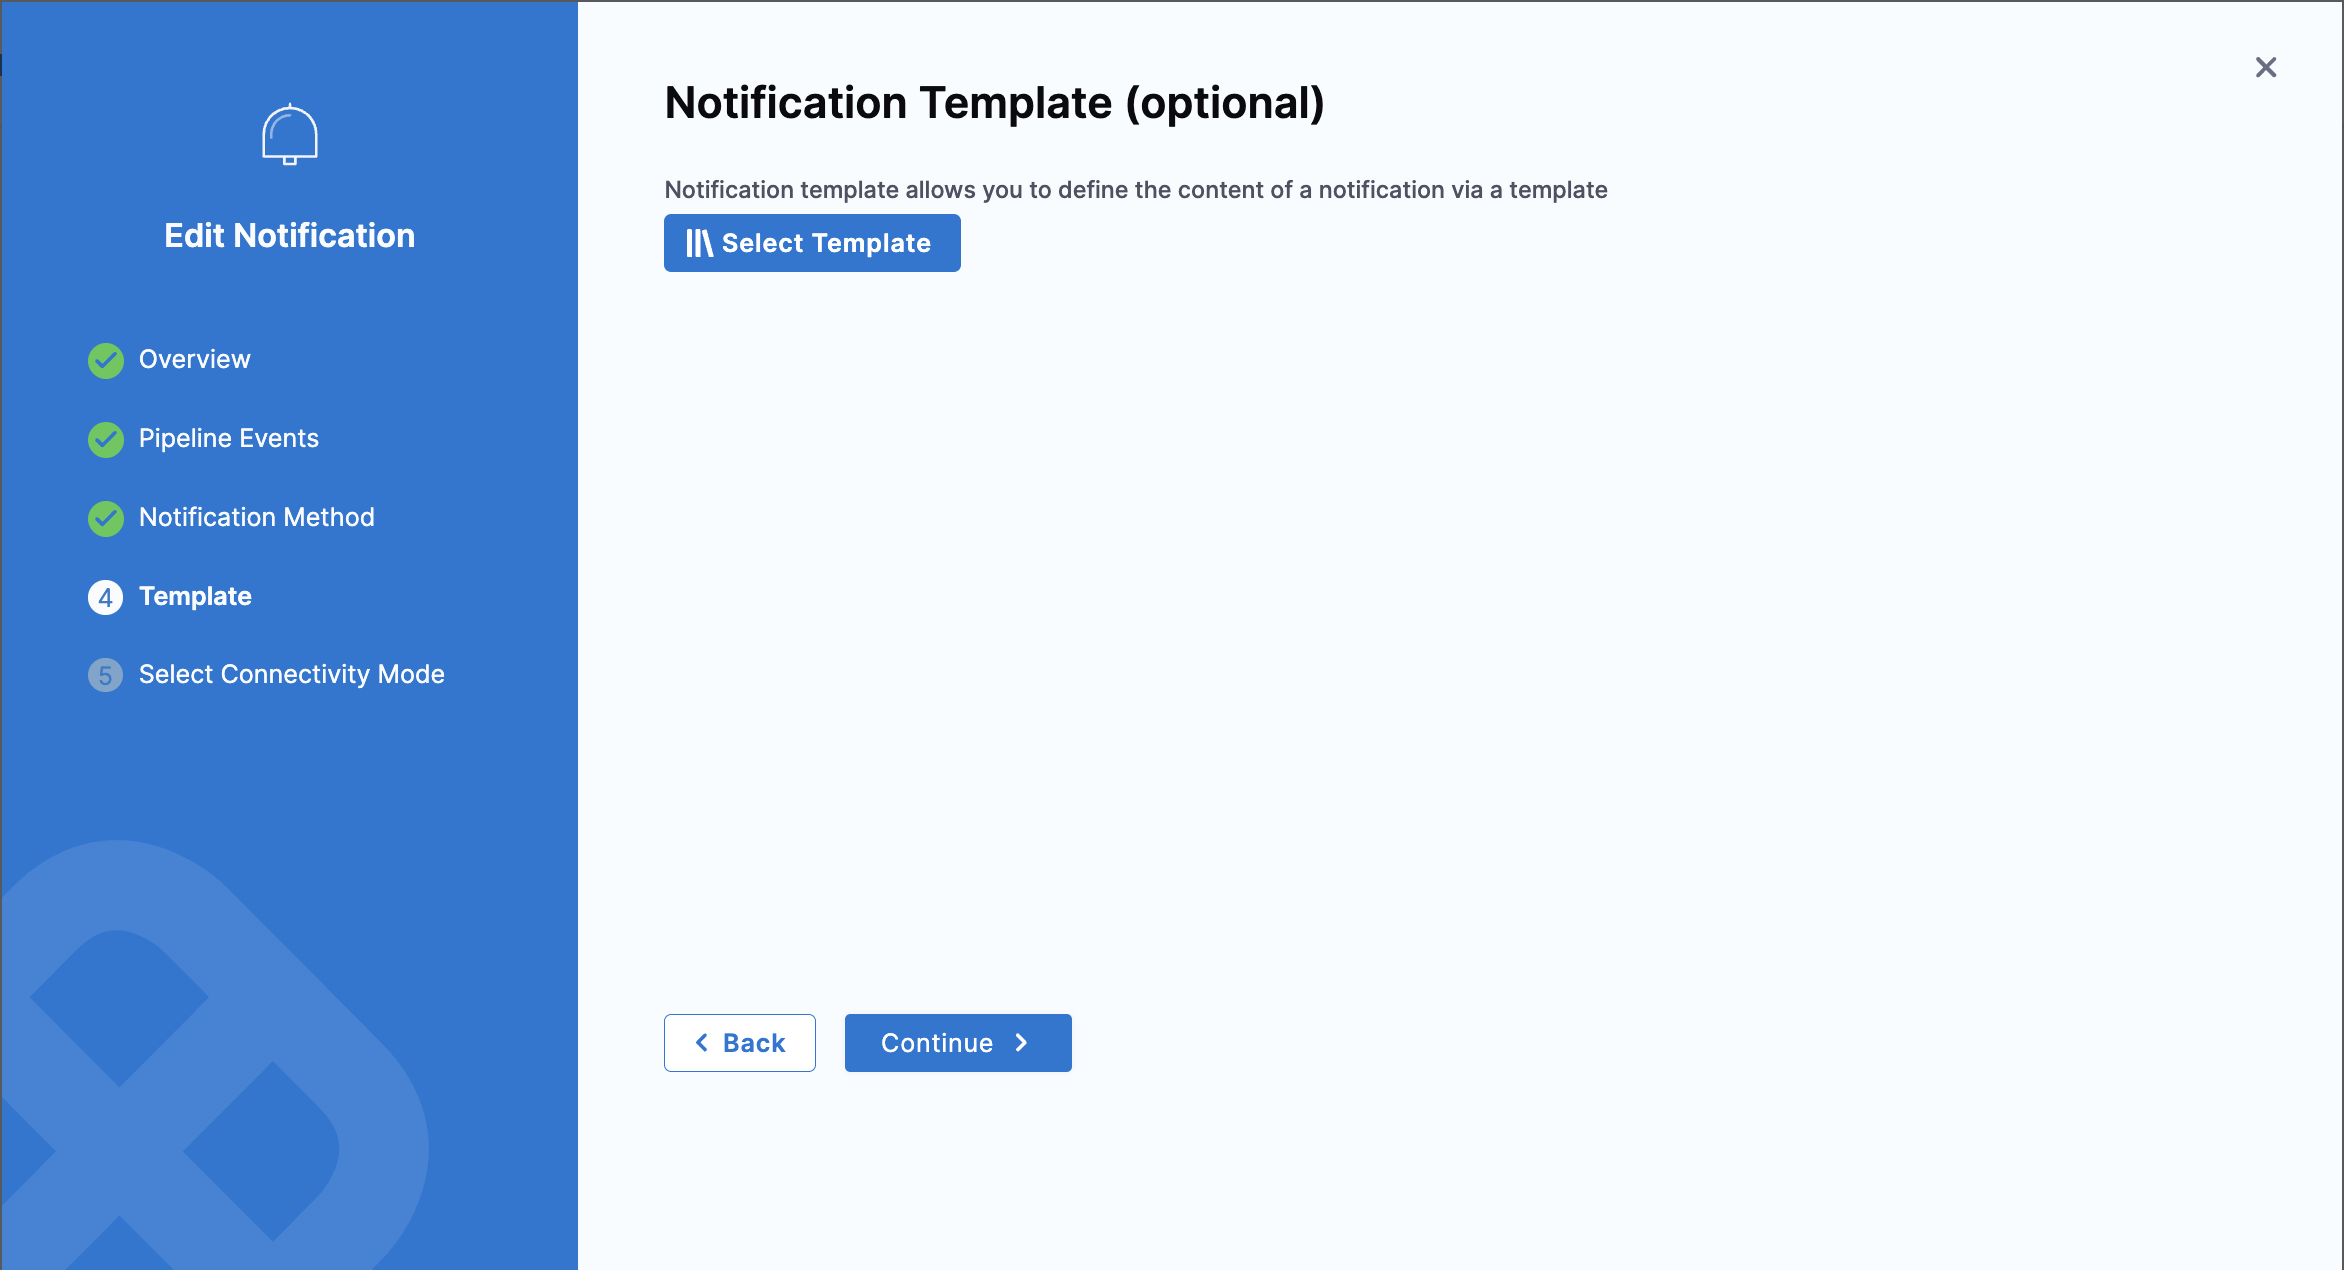 Edit Notification
Overview
Pipeline Events
Notification Method
4 Template
5 Select Connectivity Mode
Notification Template (optional)
Notification template allows you to define the content of a notification via a template
Select Template
Back
Continue